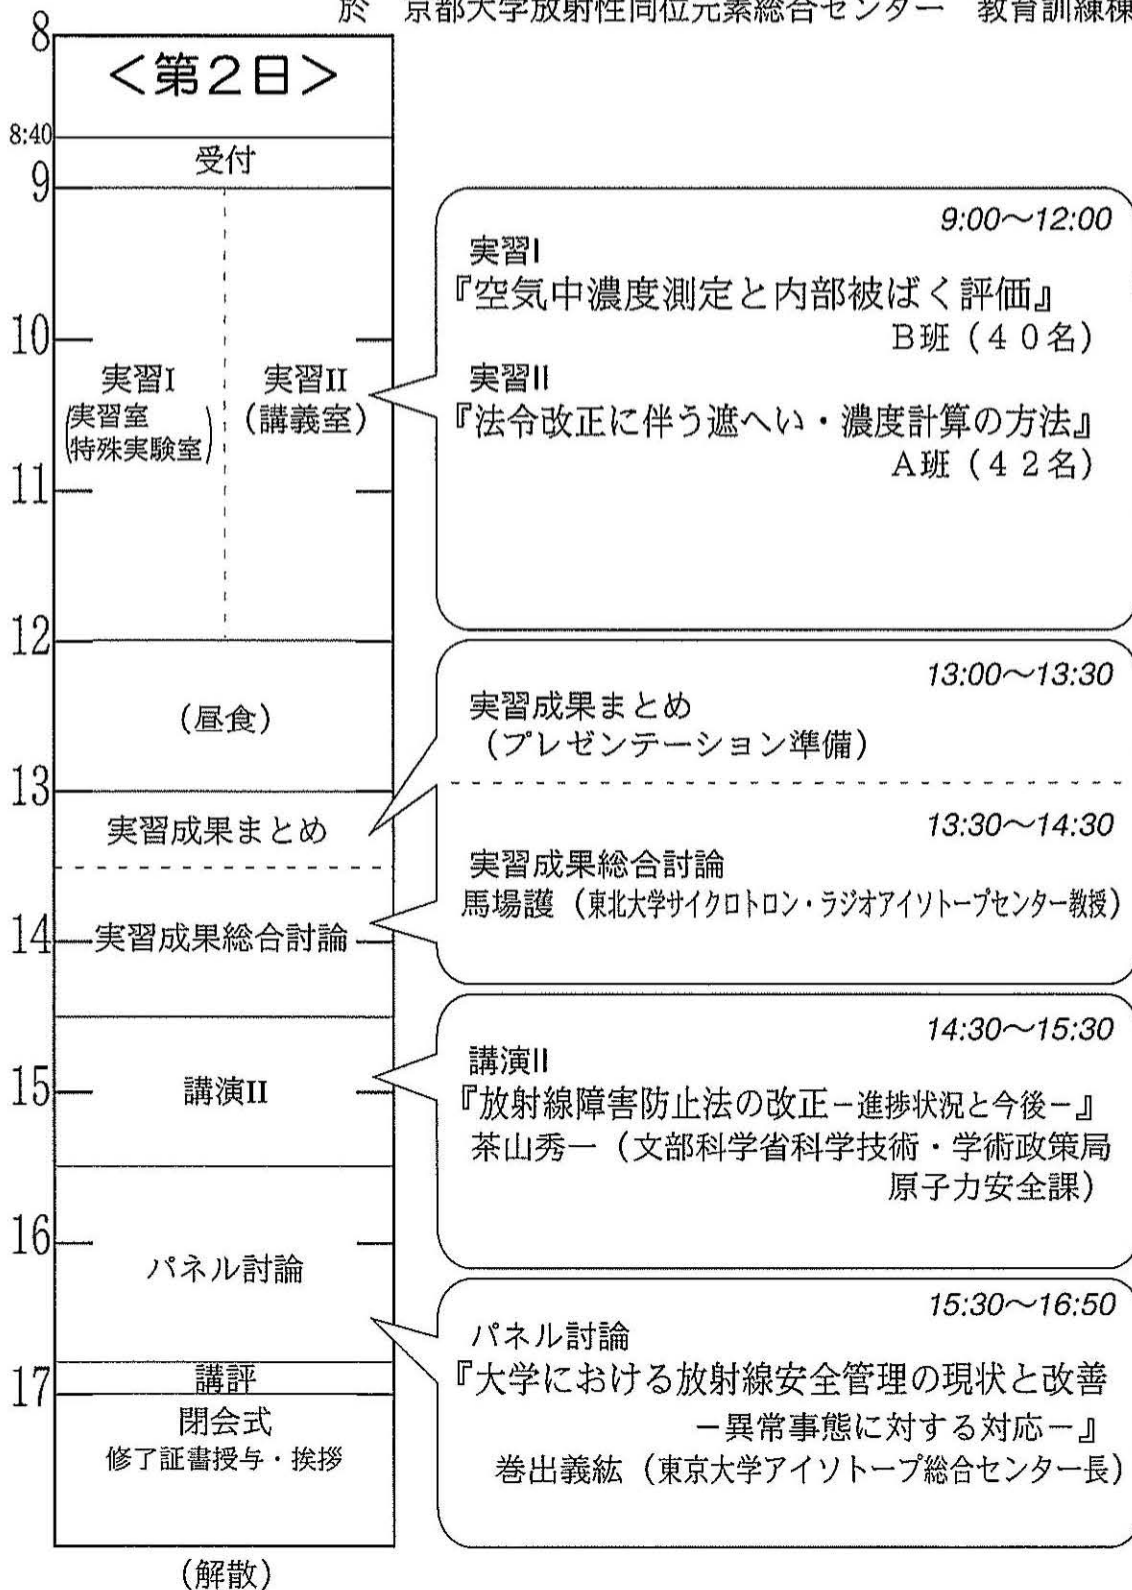 於 京都大学放射性同位元素総合センター 教育訓練棟
8
<第2日>
8:40
受付
9
10
実習I
(実習室
特殊実験室)
実習II
(講義室)
11
12
(昼食)
13
実習成果まとめ
14
実習成果総合討論
15
講演II
16
パネル討論
講評
17
閉会式
修了証書授与・挨拶
(解散)
9:00～12:00
実習I
『空気中濃度測定と内部被ばく評価』
B班(40名)
実習II
『法令改正に伴う遮へい・濃度計算の方法』
A班(42名)
13:00～13:30
実習成果まとめ
(プレゼンテーション準備)
13:30～14:30
実習成果総合討論
馬場護(東北大学サイクロトロン・ラジオアイソトープセンター教授)
14:30～15:30
講演II
『放射線障害防止法の改正−進捗状況と今後−』
茶山秀一(文部科学省科学技術・学術政策局
原子力安全課)
15:30～16:50
パネル討論
『大学における放射線安全管理の現状と改善
−異常事態に対する対応−』
巻出義紘(東京大学アイソトープ総合センター長)